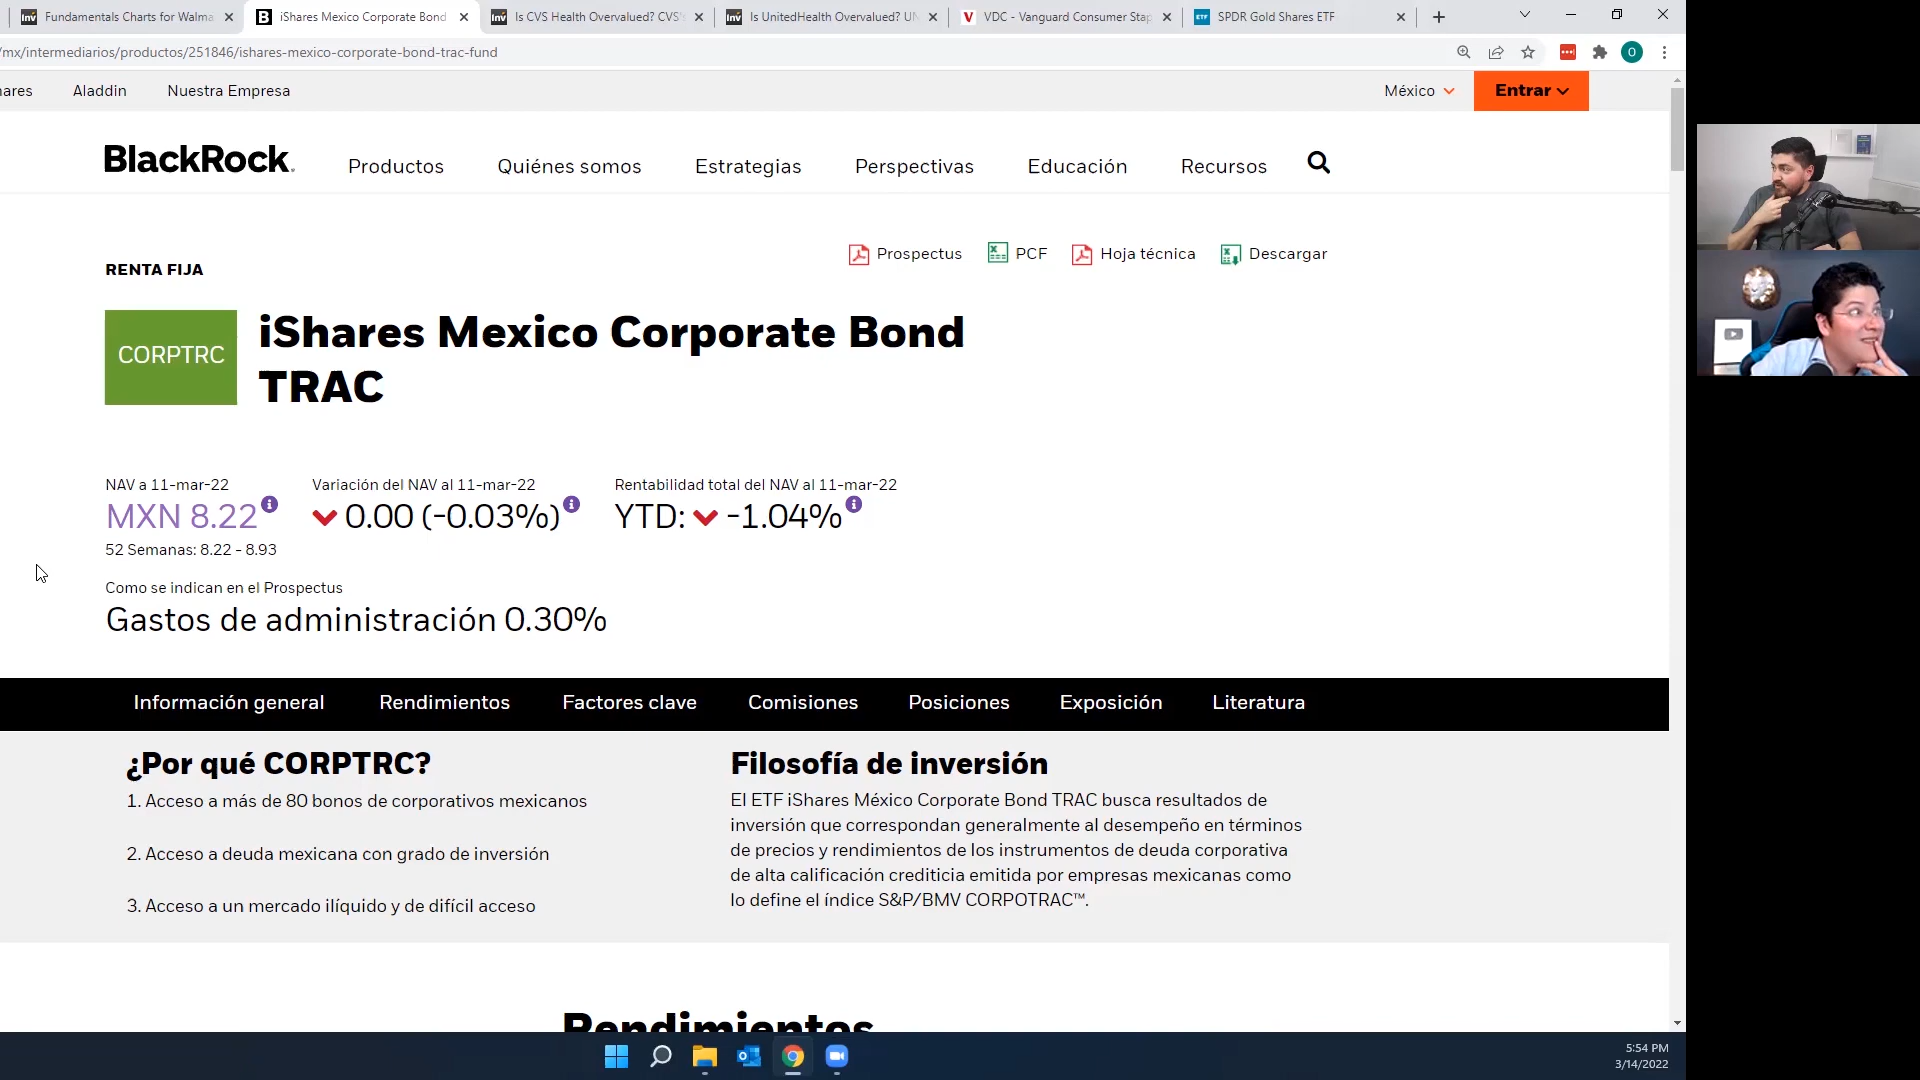 Fundamentals Charts for Walma
iShares Mexico Corporate Bond
Is CVS Health Overvalued? CVS'
Is UnitedHealth Overvalued? UN
VDC - Vanguard Consumer Stap
SPDR Gold Shares ETF
/mx/intermediarios/productos/251846/ishares-mexico-corporate-bond-trac-fund
O
ares
Aladdin
Nuestra Empresa
México
Entrar
BlackRock.
Productos
Quiénes somos
Estrategias
Perspectivas
Educación
Recursos
Prospectus
PCF
Hoja técnica
Descargar
RENTA FIJA
CORPTRC
iShares Mexico Corporate Bond
TRAC
NAV a 11-mar-22
Variación del NAV al 11-mar-22
Rentabilidad total del NAV al 11-mar-22
MXN 8.22
0.00 (-0.03%)
YTD: -1.04%
52 Semanas: 8.22 - 8.93
Como se indican en el Prospectus
Gastos de administración 0.30%
Información general
Rendimientos
Factores clave
Comisiones
Posiciones
Exposición
Literatura
¿Por qué CORPTRC?
1. Acceso a más de 80 bonos de corporativos mexicanos
2. Acceso a deuda mexicana con grado de inversión
3. Acceso a un mercado ilíquido y de difícil acceso
Filosofía de inversión
El ETF iShares México Corporate Bond TRAC busca resultados de
inversión que correspondan generalmente al desempeño en términos
de precios y rendimientos de los instrumentos de deuda corporativa
de alta calificación crediticia emitida por empresas mexicanas como
lo define el índice S&P/BMV CORPOTRAC™.
Rendimientos
5:54 PM
3/14/2022